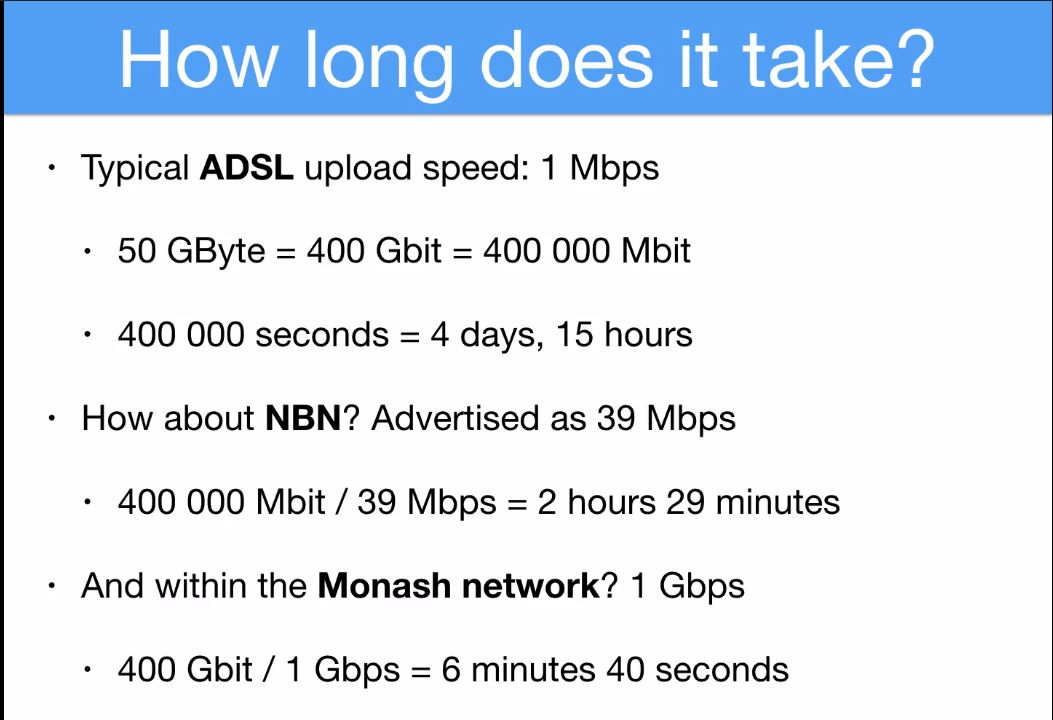 How long does it take?
• Typical ADSL upload speed: 1 Mbps
• 50 GByte = 400 Gbit = 400 000 Mbit
• 400 000 seconds = 4 days, 15 hours
• How about NBN? Advertised as 39 Mbps
• 400 000 Mbit / 39 Mbps = 2 hours 29 minutes
• And within the Monash network? 1 Gbps
• 400 Gbit / 1 Gbps = 6 minutes 40 seconds